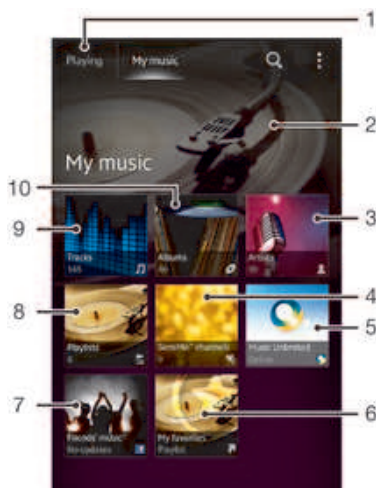 1
Playing My music
2
My music
10
9
3
Tracks Albums Artists
4
8
5
Playlists SensMe™ channels Music Unlimited
7
6
Friends' music My favorites
No updates Playlist